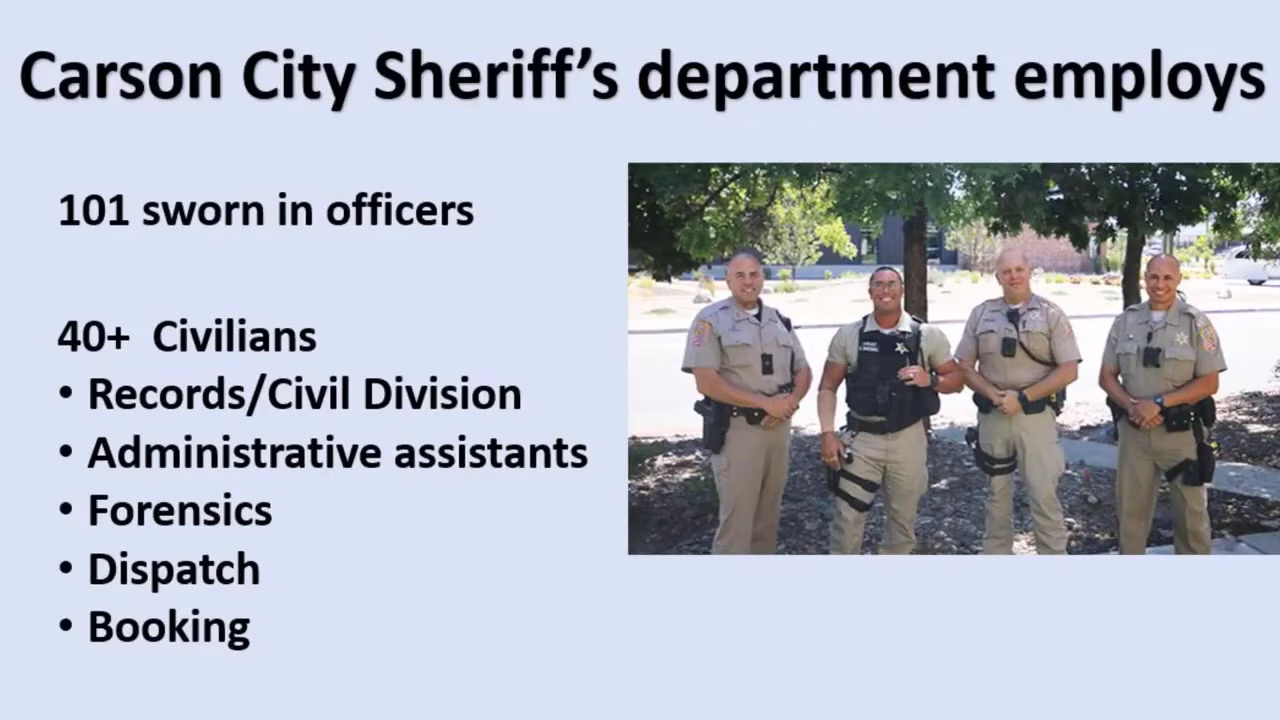 Carson City Sheriff’s department employs
101 sworn in officers
40+  Civilians
• Records/Civil Division
• Administrative assistants
• Forensics
• Dispatch
• Booking